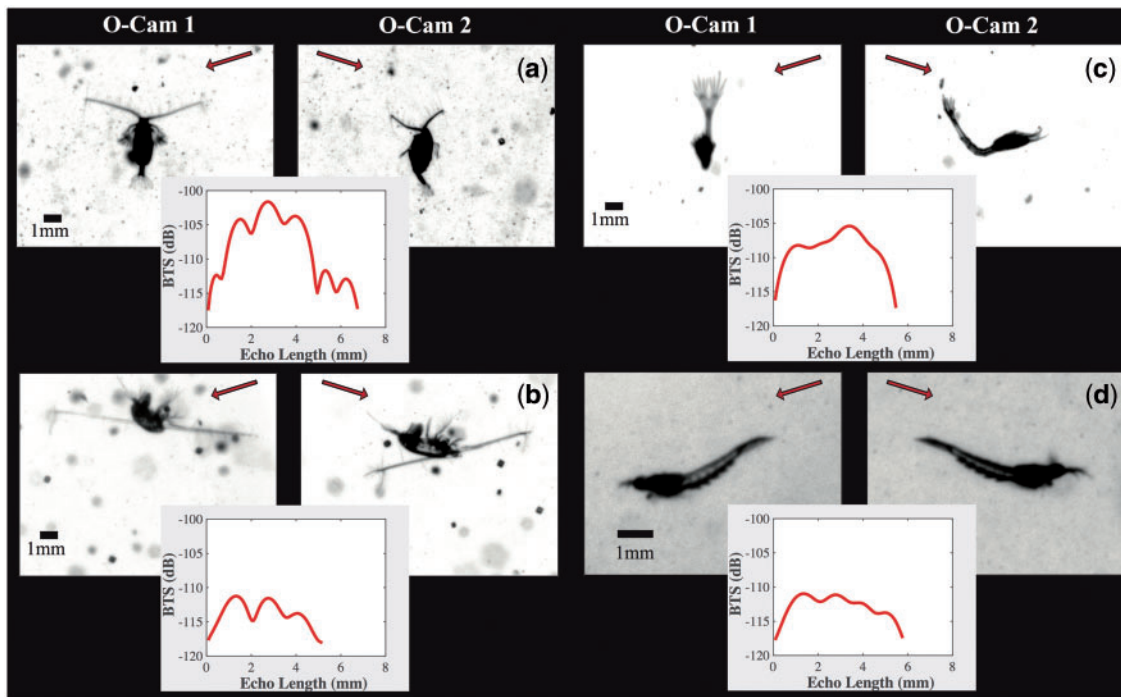 O-Cam 1 O-Cam 2 O-Cam 1 O-Cam 2
(a) (c)
1mm 1mm
-100 -100
-105 -105
-110 -110
-115 -115
-120 -120
BTS (dB) BTS (dB)
0 2 4 6 8 0 2 4 6 8
Echo Length (mm) Echo Length (mm)
(b) (d)
1mm 1mm
-100 -100
-105 -105
-110 -110
-115 -115
-120 -120
BTS (dB) BTS (dB)
0 2 4 6 8 0 2 4 6 8
Echo Length (mm) Echo Length (mm)